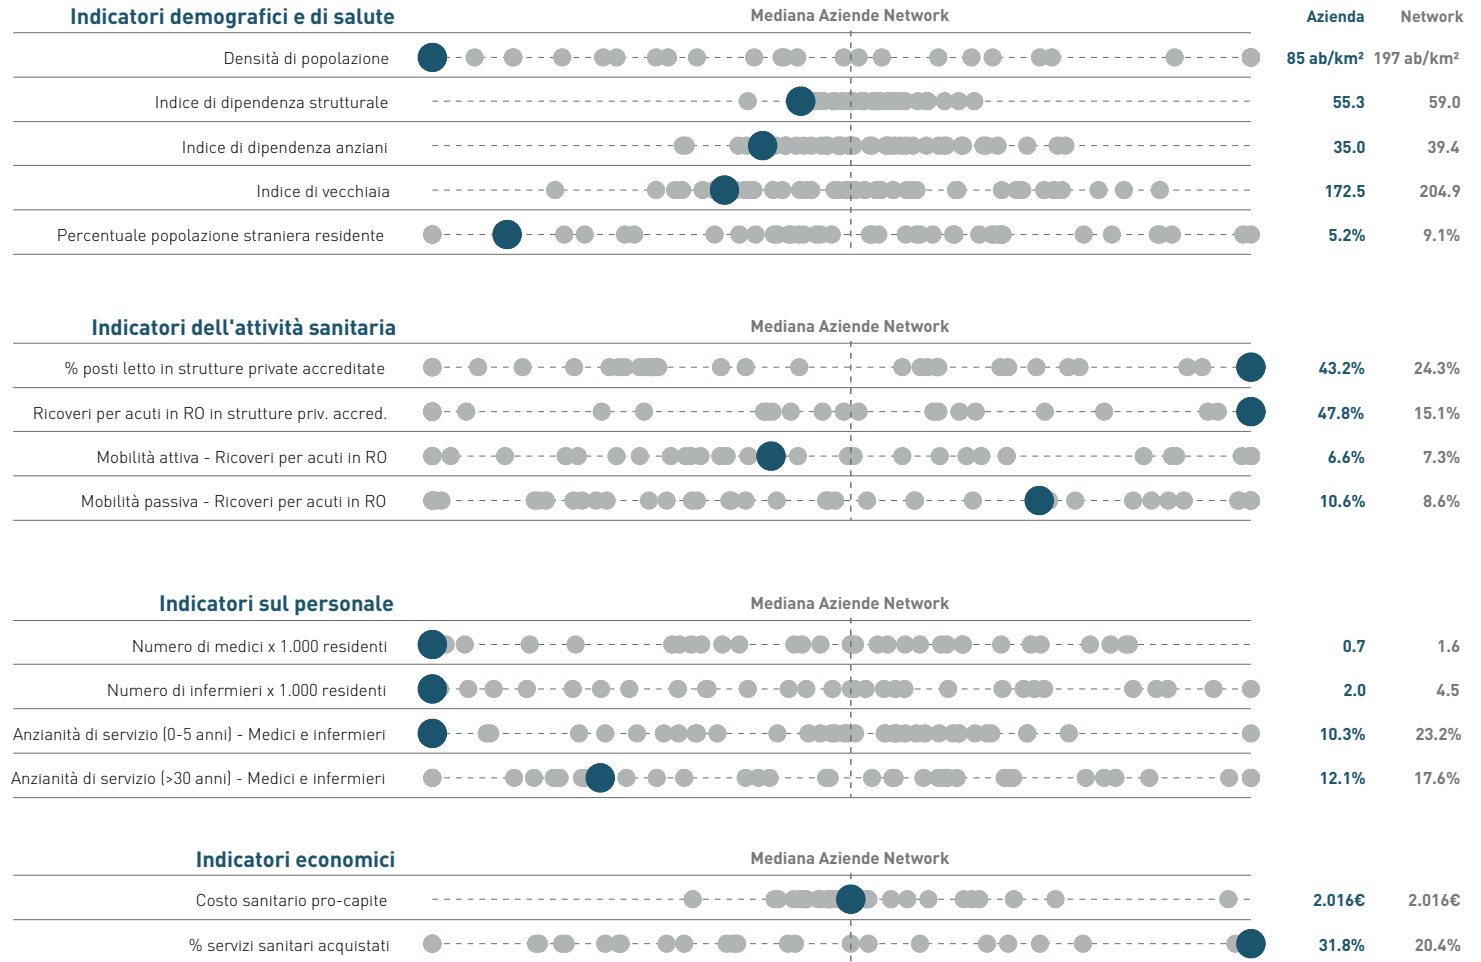 Indicatori demografici e di salute Mediana Aziende Network Azienda Network
Densità di popolazione 85 ab/km² 197 ab/km²
Indice di dipendenza strutturale 55.3 59.0
Indice di dipendenza anziani 35.0 39.4
Indice di vecchiaia 172.5 204.9
Percentuale popolazione straniera residente 5.2% 9.1%
Indicatori dell'attività sanitaria Mediana Aziende Network
% posti letto in strutture private accreditate 43.2% 24.3%
Ricoveri per acuti in RO in strutture priv. accred. 47.8% 15.1%
Mobilità attiva - Ricoveri per acuti in RO 6.6% 7.3%
Mobilità passiva - Ricoveri per acuti in RO 10.6% 8.6%
Indicatori sul personale Mediana Aziende Network
Numero di medici x 1.000 residenti 0.7 1.6
Numero di infermieri x 1.000 residenti 2.0 4.5
Anzianità di servizio (0-5 anni) - Medici e infermieri 10.3% 23.2%
Anzianità di servizio (>30 anni) - Medici e infermieri 12.1% 17.6%
Indicatori economici Mediana Aziende Network
Costo sanitario pro-capite 2.016€ 2.016€
% servizi sanitari acquistati 31.8% 20.4%